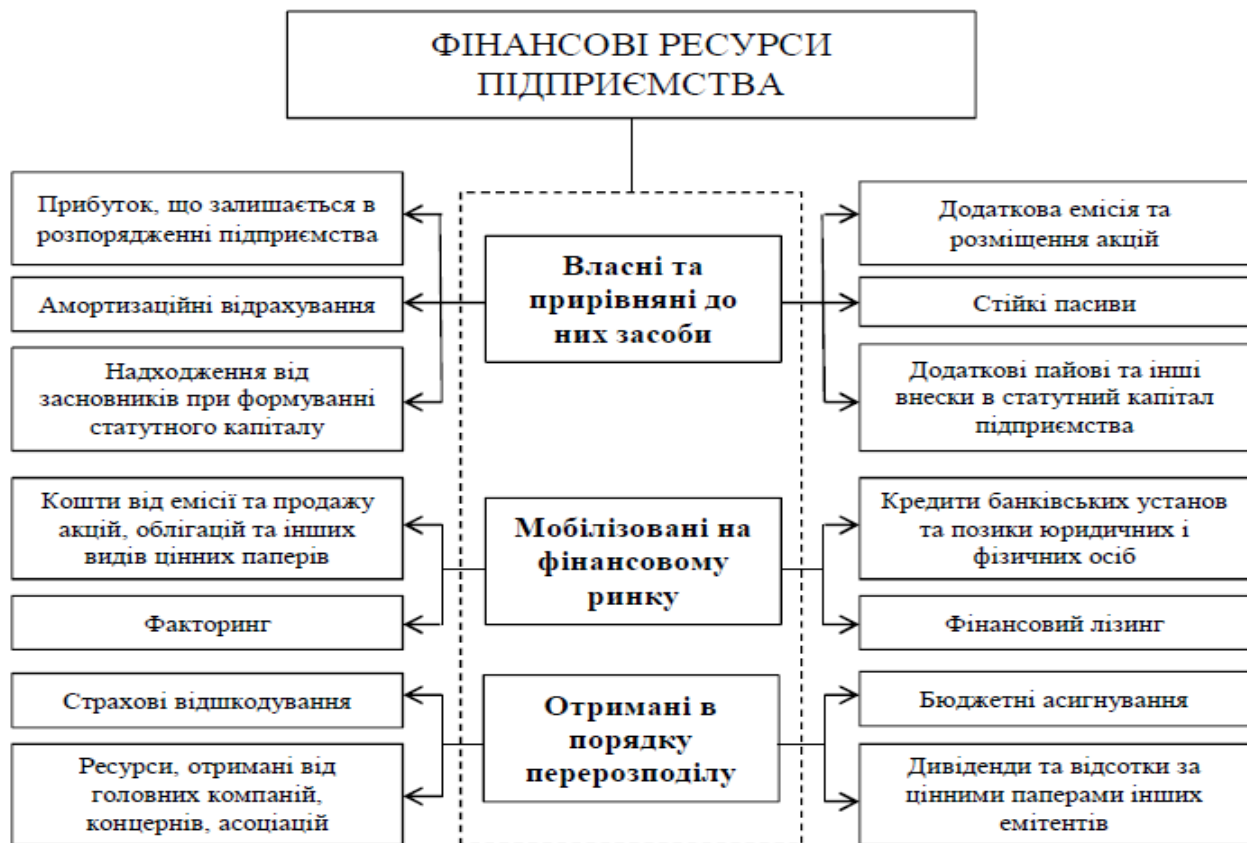 ФІНАНСОВІ РЕСУРСИ
ПІДПРИЄМСТВА
Прибуток, що залишається в
розпорядженні підприємства
Амортизаційні відрахування
Надходження від
засновників при формуванні
статутного капіталу
Власні та
прирівняні до
них засоби
Додаткова емісія та
розміщення акцій
Стійкі пасиви
Додаткові пайові та інші
внески в статутний капітал
підприємства
Кошти від емісії та продажу
акцій, облігацій та інших
видів цінних паперів
Факторинг
Мобілізовані на
фінансовому
ринку
Кредити банківських установ
та позики юридичних і
фізичних осіб
Фінансовий лізинг
Страхові відшкодування
Ресурси, отримані від
головних компаній,
концернів, асоціацій
Отримані в
порядку
перерозподілу
Бюджетні асигнування
Дивіденди та відсотки за
цінними паперами інших
емітентів